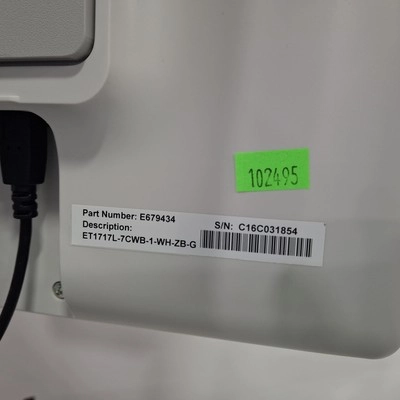 102495
Part Number: E679434
Description:
S/N: C16C031854
ET1717L-7CWB-1-WH-ZB-G